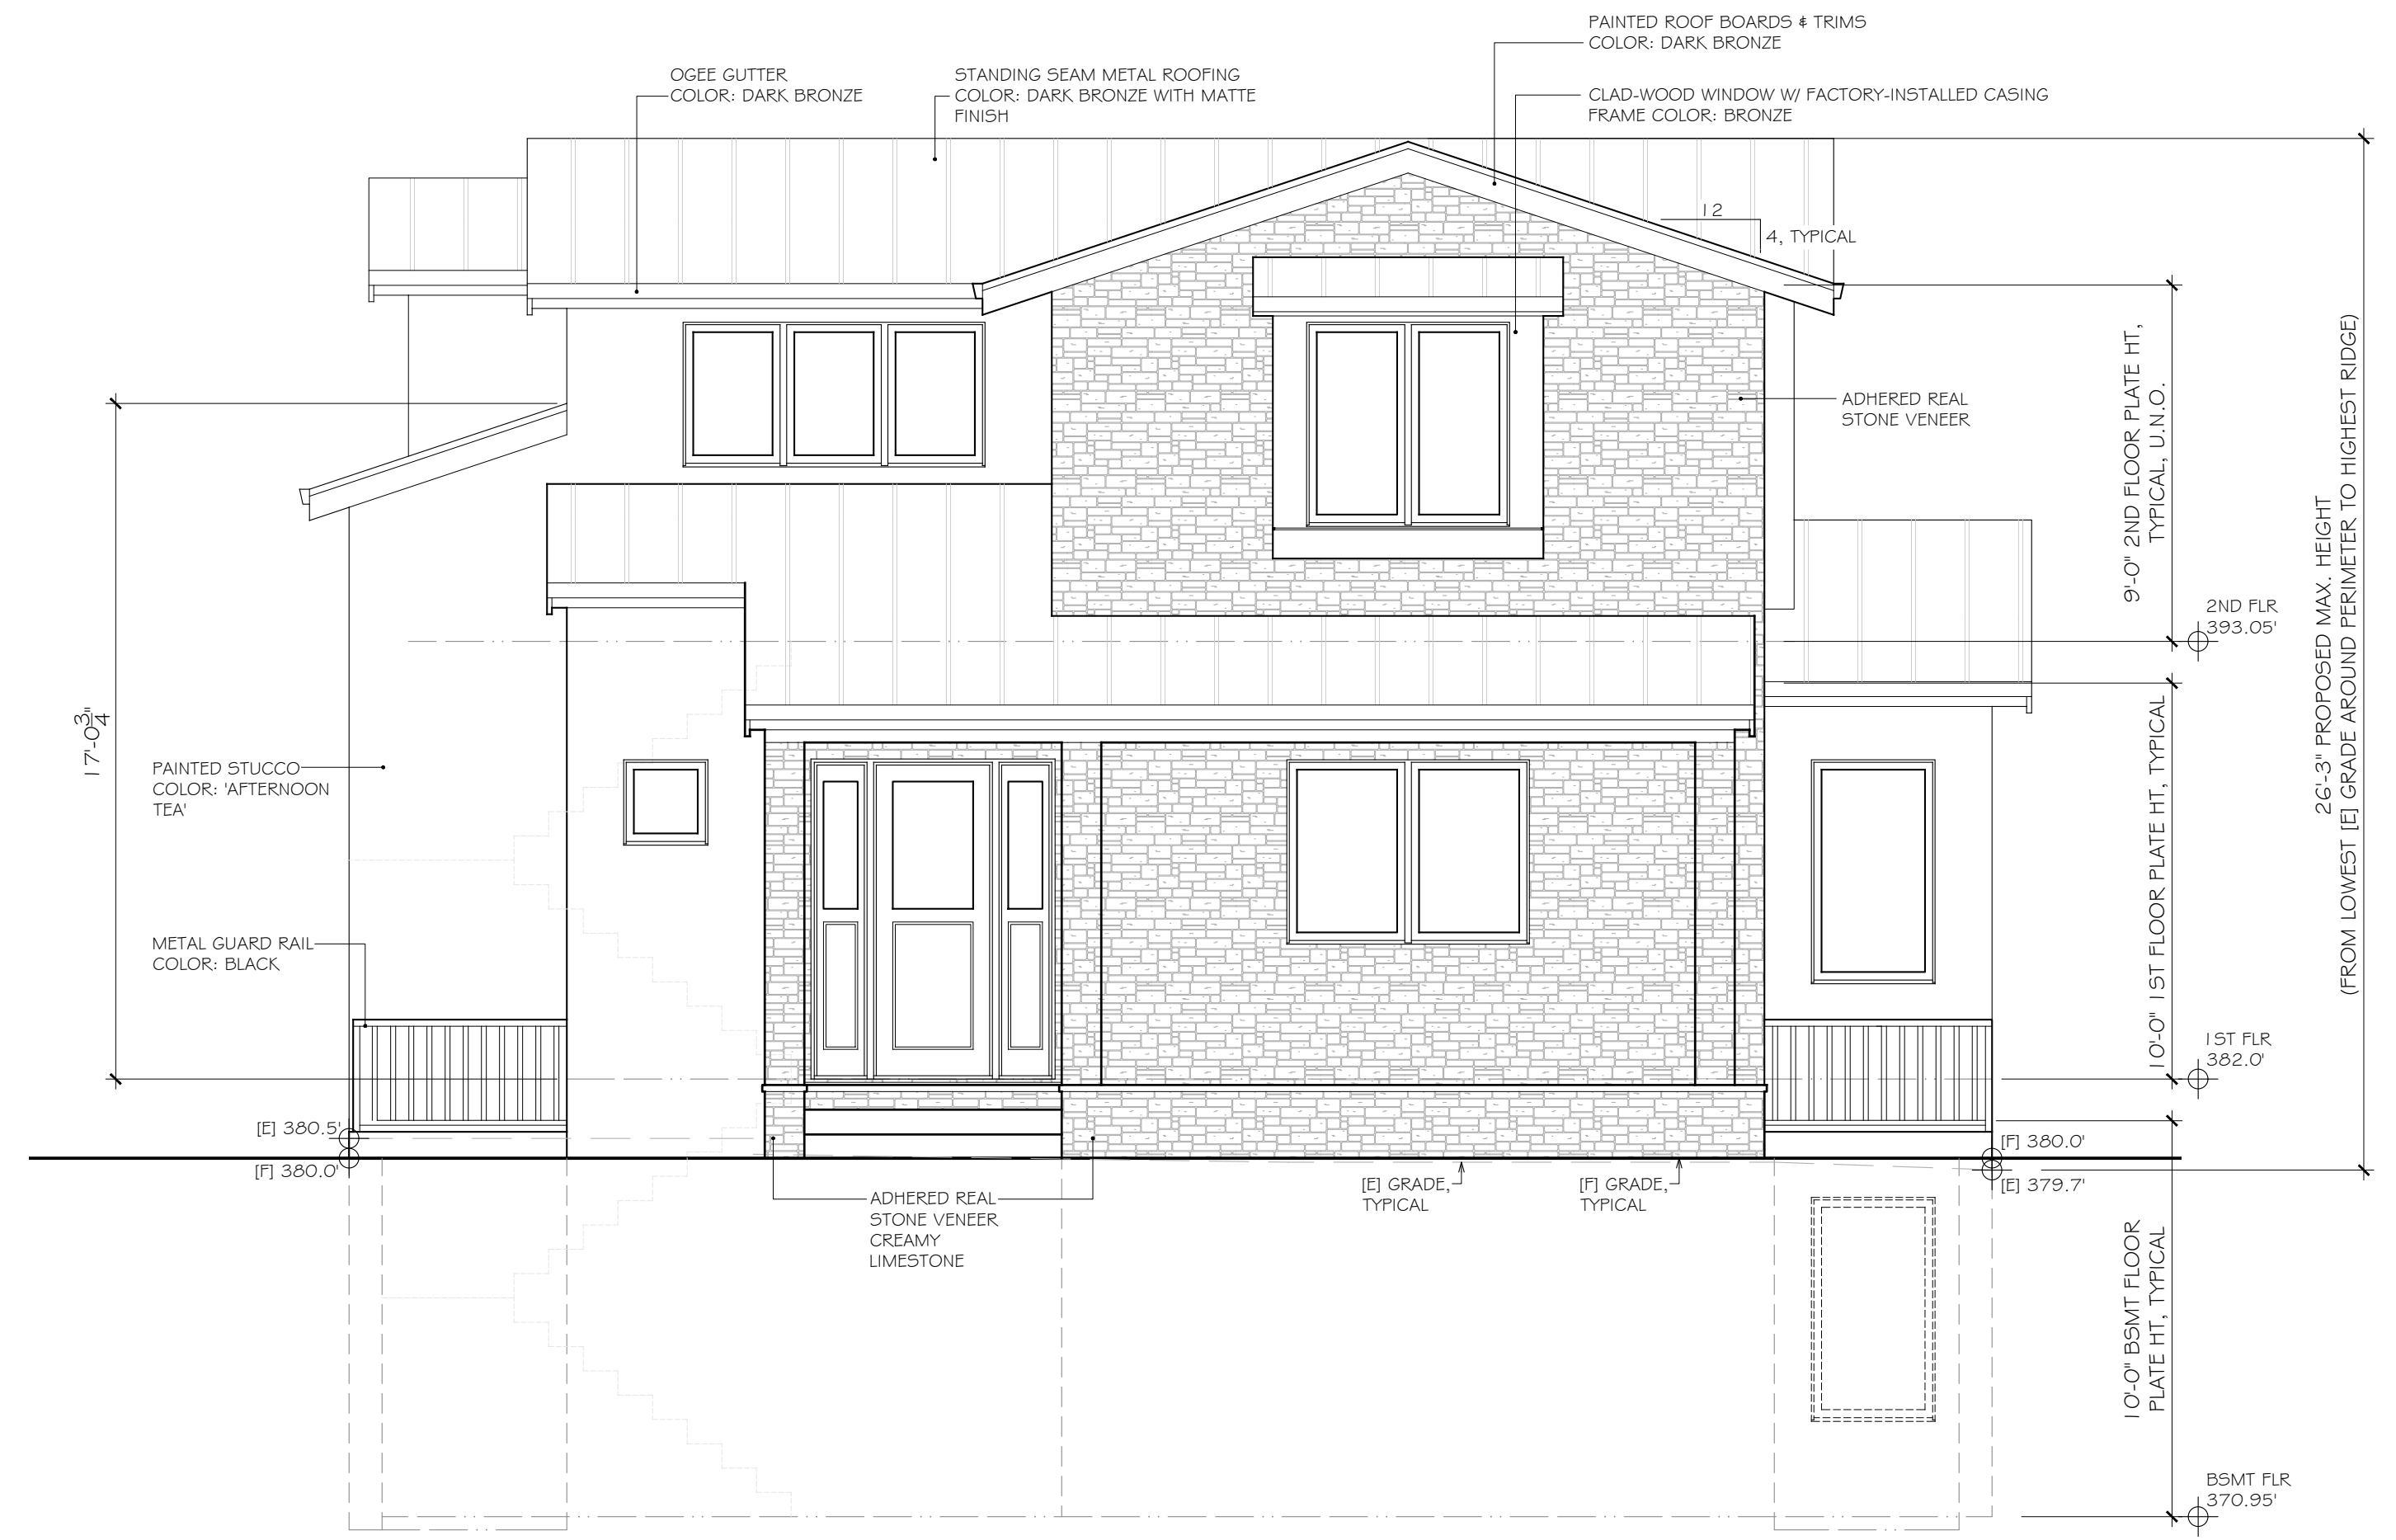 PAINTED ROOF BOARDS & TRIMS
COLOR: DARK BRONZE
OGEE GUTTER
COLOR: DARK BRONZE
STANDING SEAM METAL ROOFING
COLOR: DARK BRONZE WITH MATTE
FINISH
CLAD-WOOD WINDOW W/ FACTORY-INSTALLED CASING
FRAME COLOR: BRONZE
12
4, TYPICAL
ADHERED REAL
STONE VENEER
9'-0" 2ND FLOOR PLATE HT,
TYPICAL, U.N.O.
26'-3" PROPOSED MAX. HEIGHT
(FROM LOWEST [E] GRADE AROUND PERIMETER TO HIGHEST RIDGE)
2ND FLR
393.05'
17'-0 3/4"
PAINTED STUCCO
COLOR: 'AFTERNOON
TEA'
10'-0" 1ST FLOOR PLATE HT, TYPICAL
METAL GUARD RAIL
COLOR: BLACK
1ST FLR
382.0'
[E] 380.5'
[F] 380.0'
[F] 380.0'
[E] 379.7'
ADHERED REAL
STONE VENEER
CREAMY
LIMESTONE
[E] GRADE,
TYPICAL
[F] GRADE,
TYPICAL
10'-0" BSMT FLOOR
PLATE HT, TYPICAL
BSMT FLR
370.95'